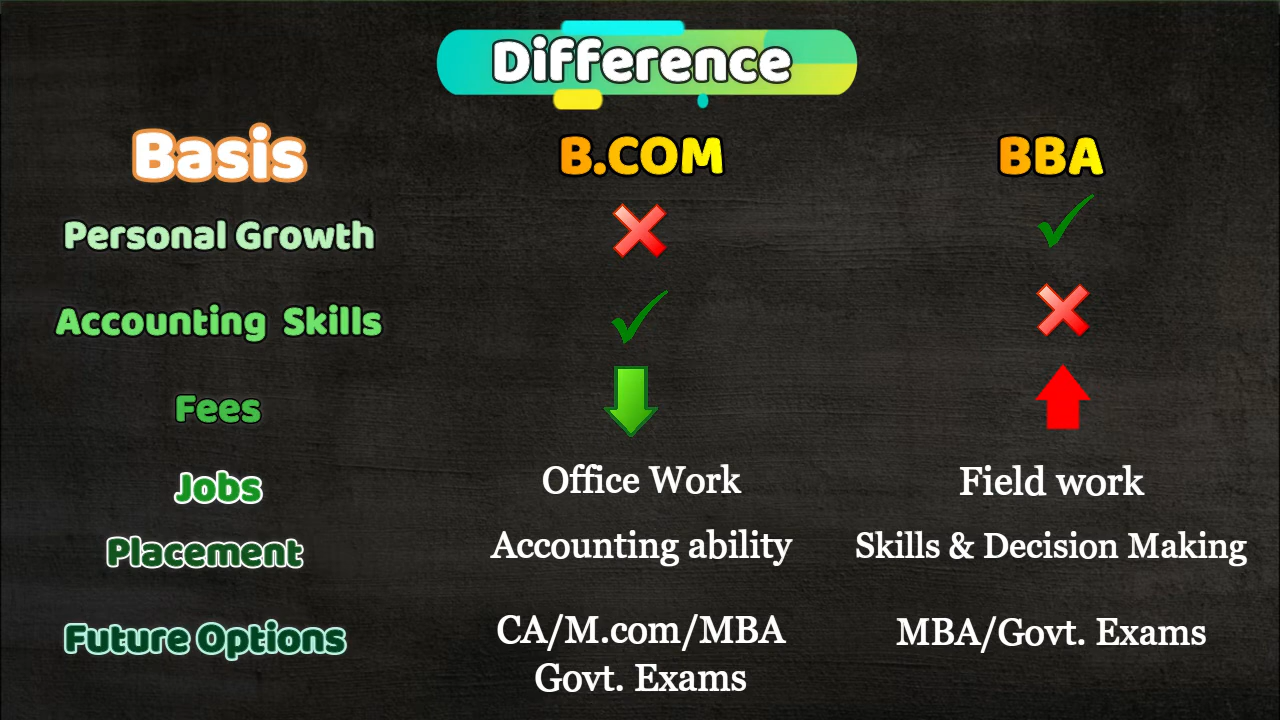 Difference
Basis B.COM BBA
Personal Growth
Accounting Skills
Fees
Jobs Office Work Field work
Placement Accounting ability Skills & Decision Making
Future Options CA/M.com/MBA MBA/Govt. Exams
Govt. Exams